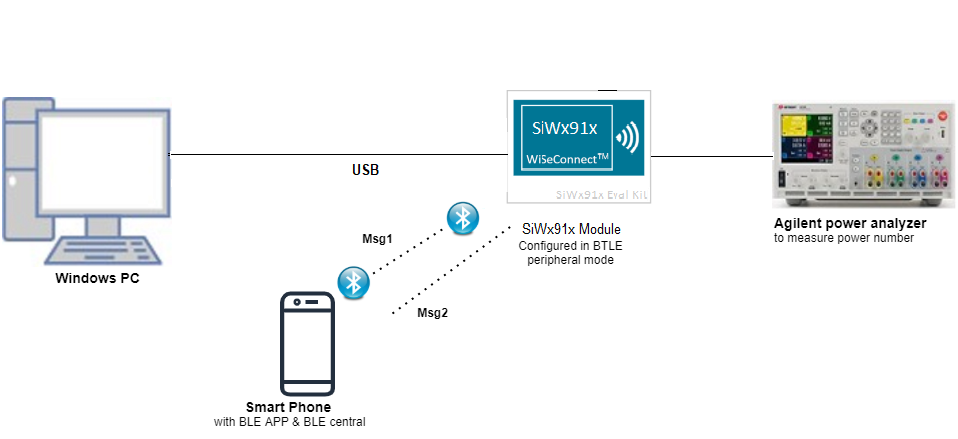 SiWx91x
WiSeConnect™
SiWx91x Eval Kit
USB
Msg1
SiWx91x Module
Configured in BTLE
peripheral mode
Agilent power analyzer
to measure power number
Windows PC
Msg2
Smart Phone
with BLE APP & BLE central